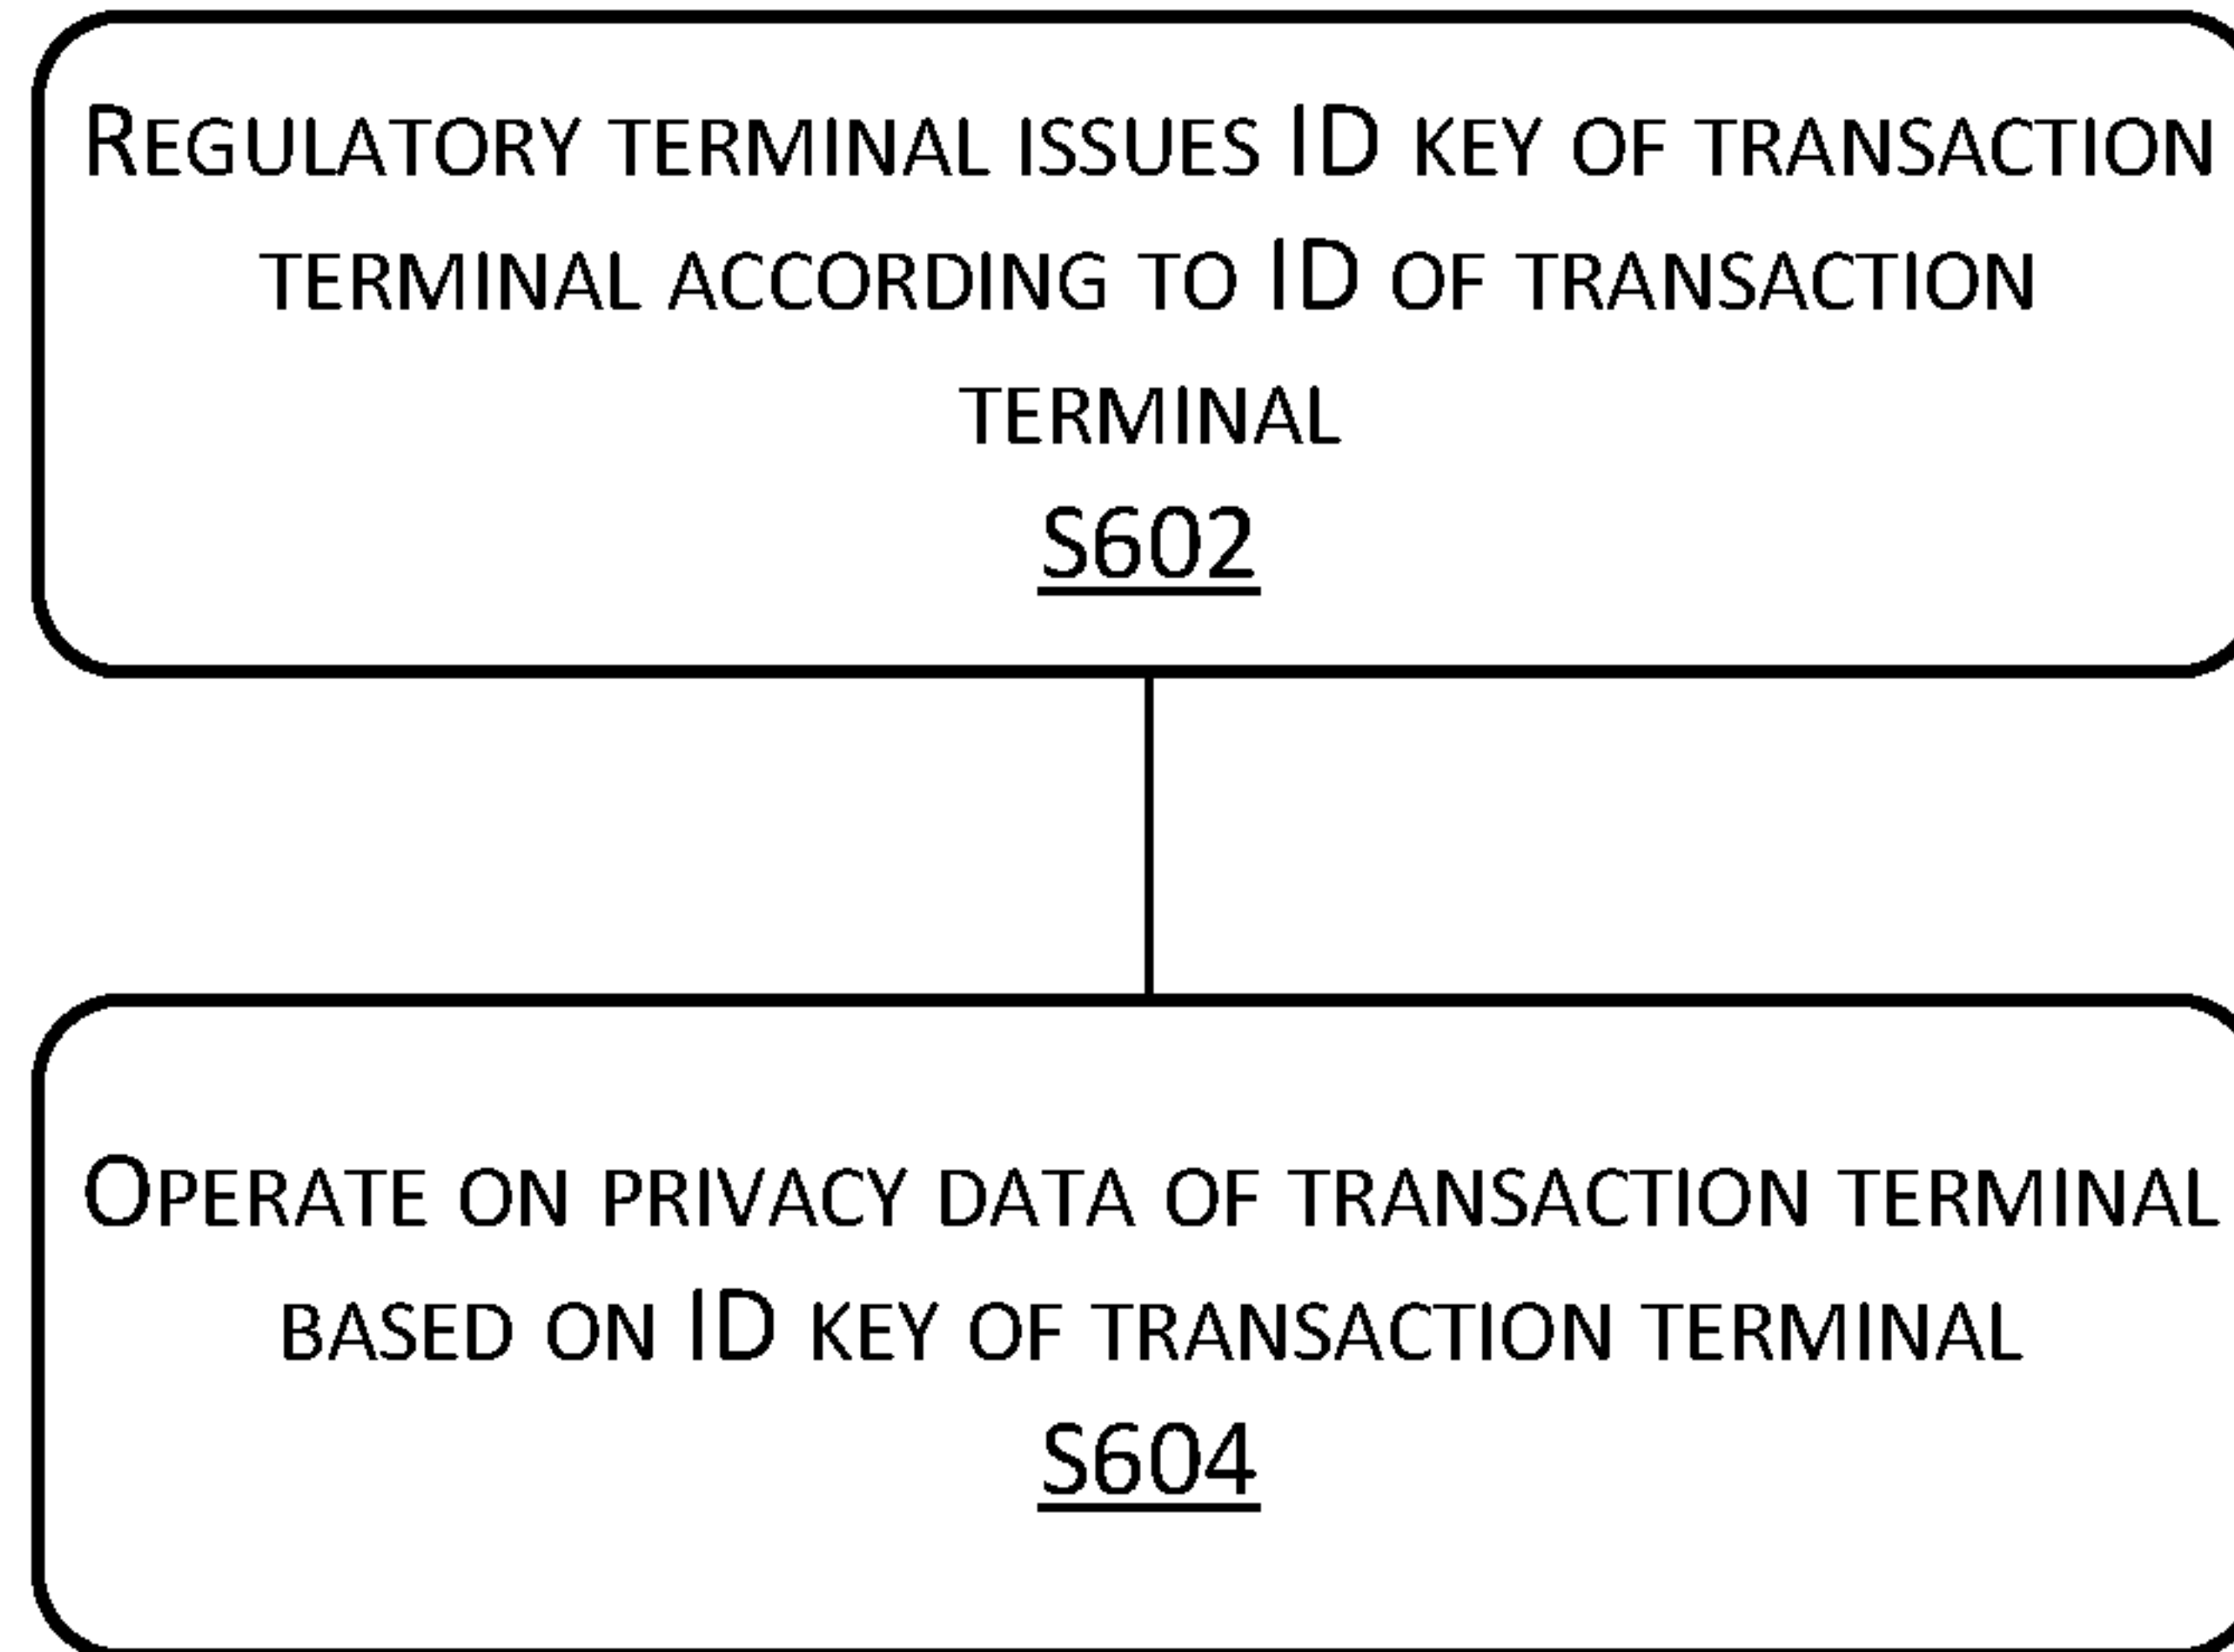 Regulatory terminal issues ID key of transaction
terminal according to ID of transaction
terminal
S602
Operate on privacy data of transaction terminal
based on ID key of transaction terminal
S604